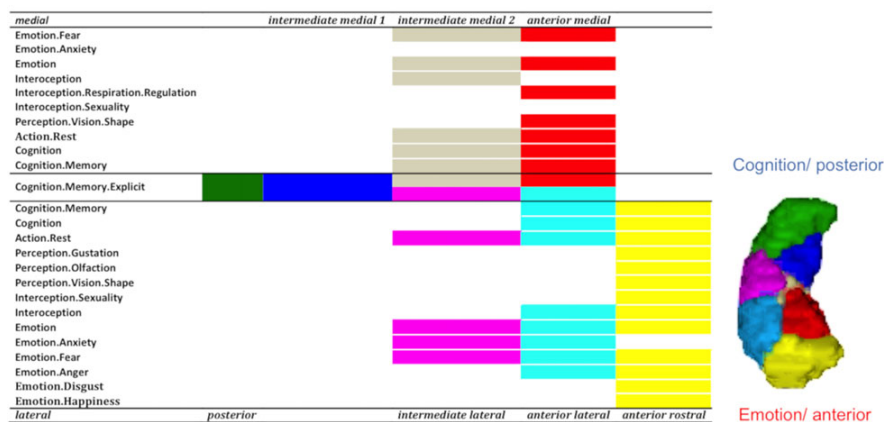 medial intermediate medial 1 intermediate medial 2 anterior medial
Emotion.Fear
Emotion.Anxiety
Emotion
Interoception
Interoception.Respiration.Regulation
Interoception.Sexuality
Perception.Vision.Shape
Action.Rest
Cognition
Cognition.Memory
Cognition.Memory.Explicit
Cognition.Memory
Cognition
Action.Rest
Perception.Gustation
Perception.Olfaction
Perception.Vision.Shape
Interception.Sexuality
Interoception
Emotion
Emotion.Anxiety
Emotion.Fear
Emotion.Anger
Emotion.Disgust
Emotion.Happiness
lateral posterior intermediate lateral anterior lateral anterior rostral
Cognition/ posterior
Emotion/ anterior